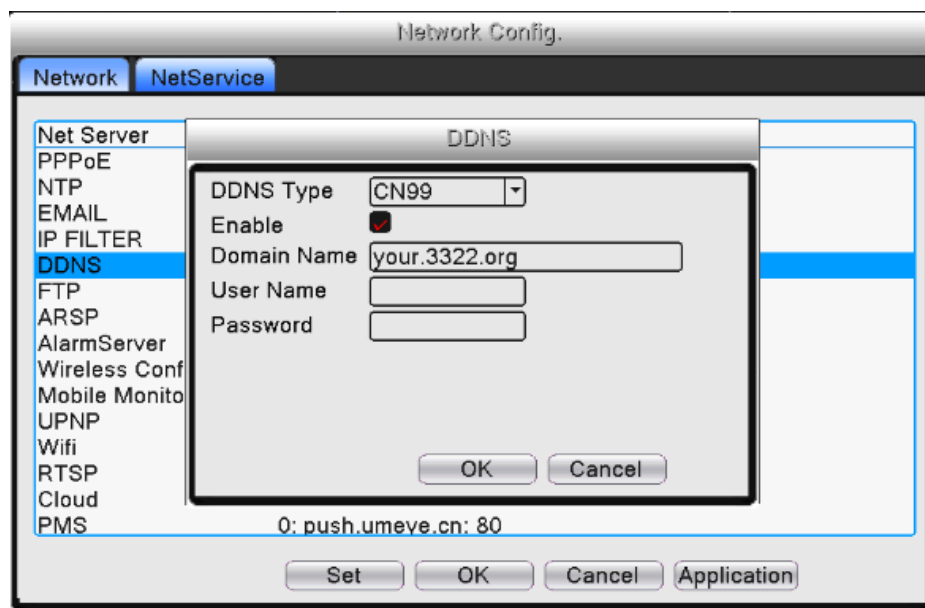 Network Config.
Network NetService
Net Server
PPPoE
NTP
EMAIL
IP FILTER
DDNS
FTP
ARSP
AlarmServer
Wireless Conf
Mobile Monito
UPNP
Wifi
RTSP
Cloud
PMS 0: push.umeye.cn: 80
DDNS
DDNS Type CN99
Enable
Domain Name your.3322.org
User Name
Password
OK Cancel
Set OK Cancel Application